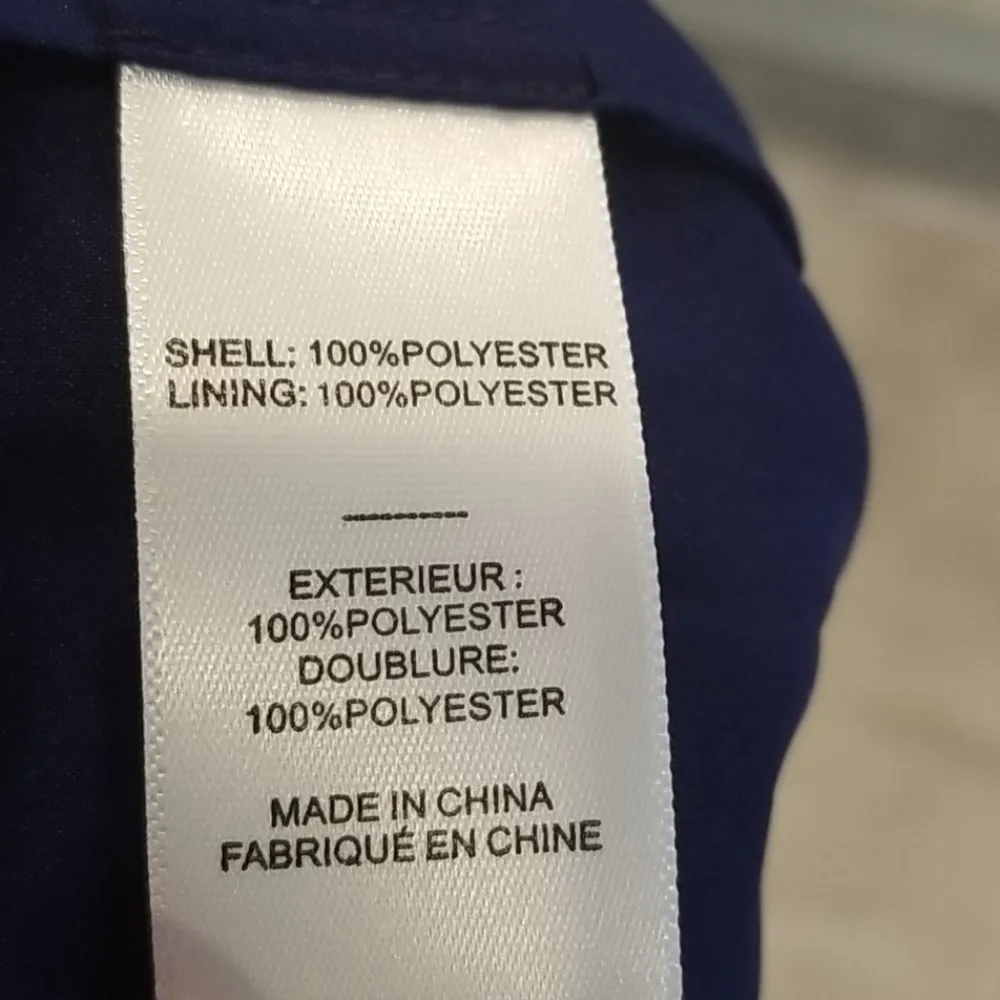 SHELL: 100%POLYESTER
LINING: 100%POLYESTER
EXTERIEUR :
100%POLYESTER
DOUBLURE:
100%POLYESTER
MADE IN CHINA
FABRIQUÉ EN CHINE